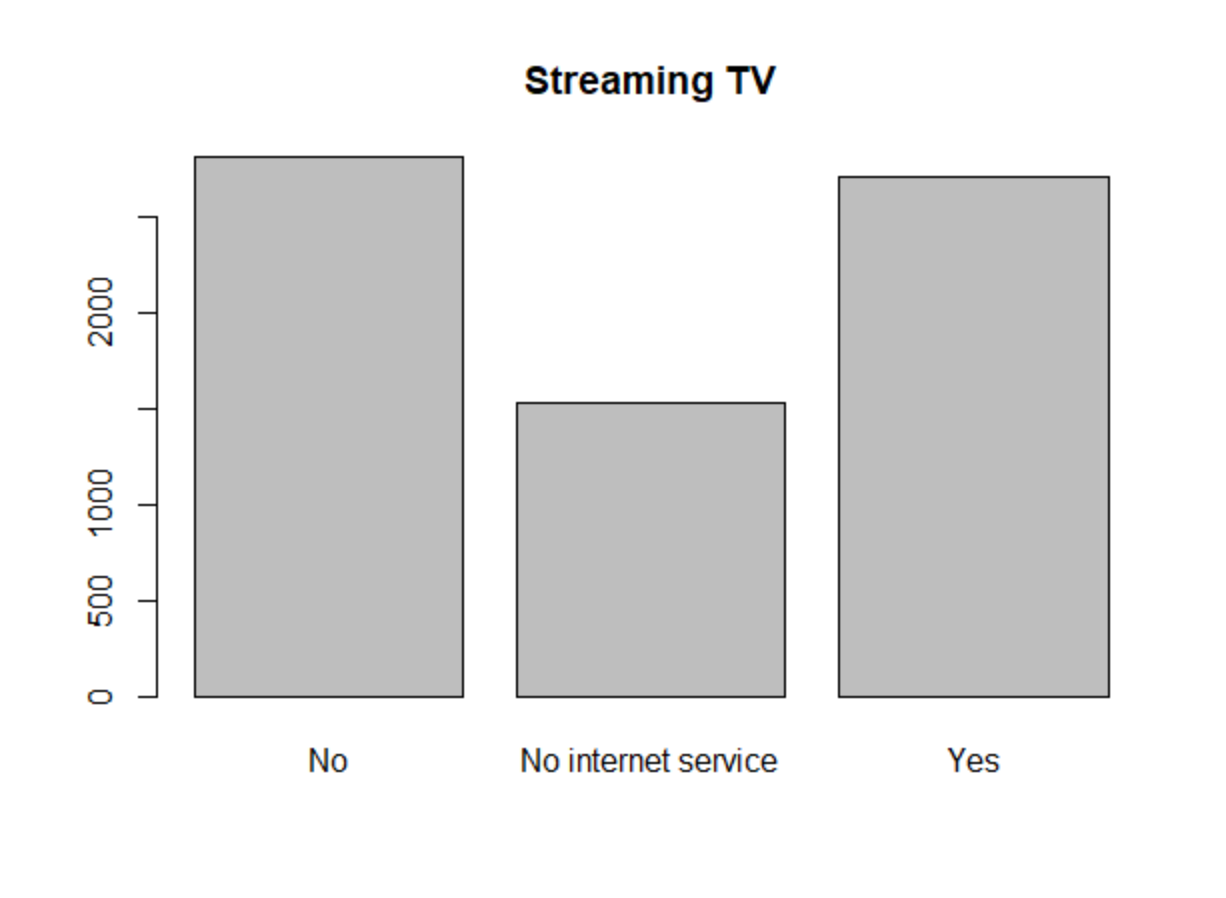 Streaming TV
2000
1000
500
0
No
No internet service
Yes